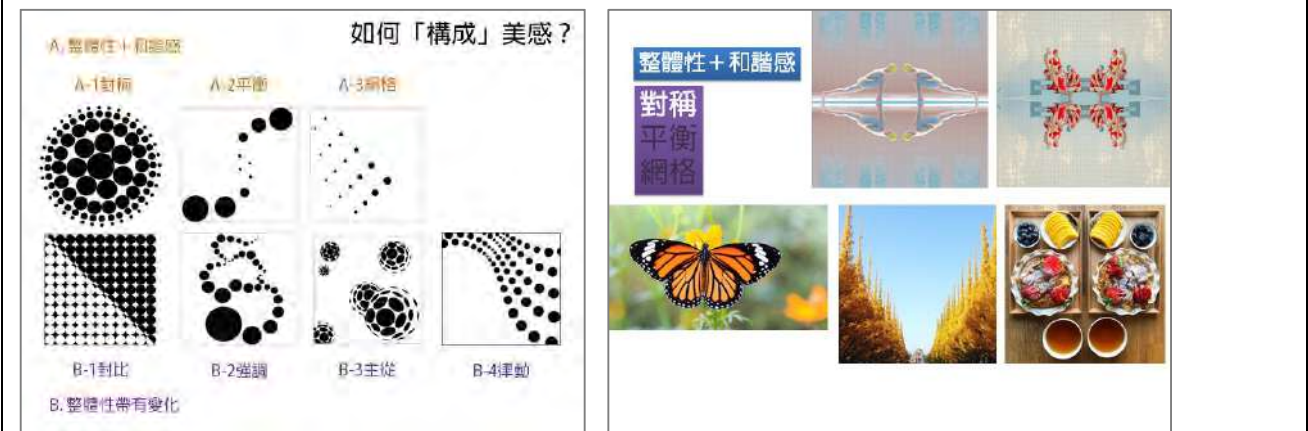 如何「構成」美感？
A. 整體性＋和諧感
A-1對稱
A-2平衡
A-3網格
B-1對比
B-2強調
B-3主從
B-4律動
B. 整體性帶有變化
整體性＋和諧感
對稱
平衡
網格